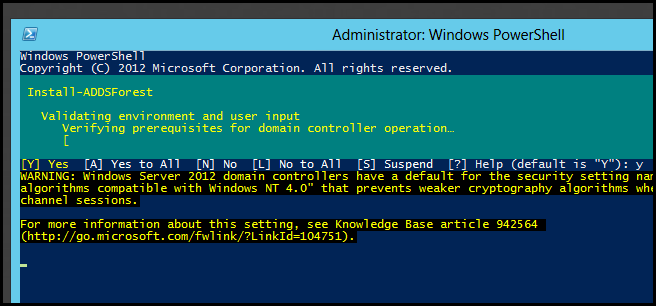 Administrator: Windows PowerShell
Windows PowerShell
Copyright (C) 2012 Microsoft Corporation. All rights reserved.
Install-ADDSForest
Validating environment and user input
Verifying prerequisites for domain controller operation…
[
[Y] Yes  [A] Yes to All  [N] No  [L] No to All  [S] Suspend  [?] Help (default is "Y"): y
WARNING: Windows Server 2012 domain controllers have a default for the security setting nam
algorithms compatible with Windows NT 4.0" that prevents weaker cryptography algorithms whe
channel sessions.
For more information about this setting, see Knowledge Base article 942564
(http://go.microsoft.com/fwlink/?LinkId=104751).